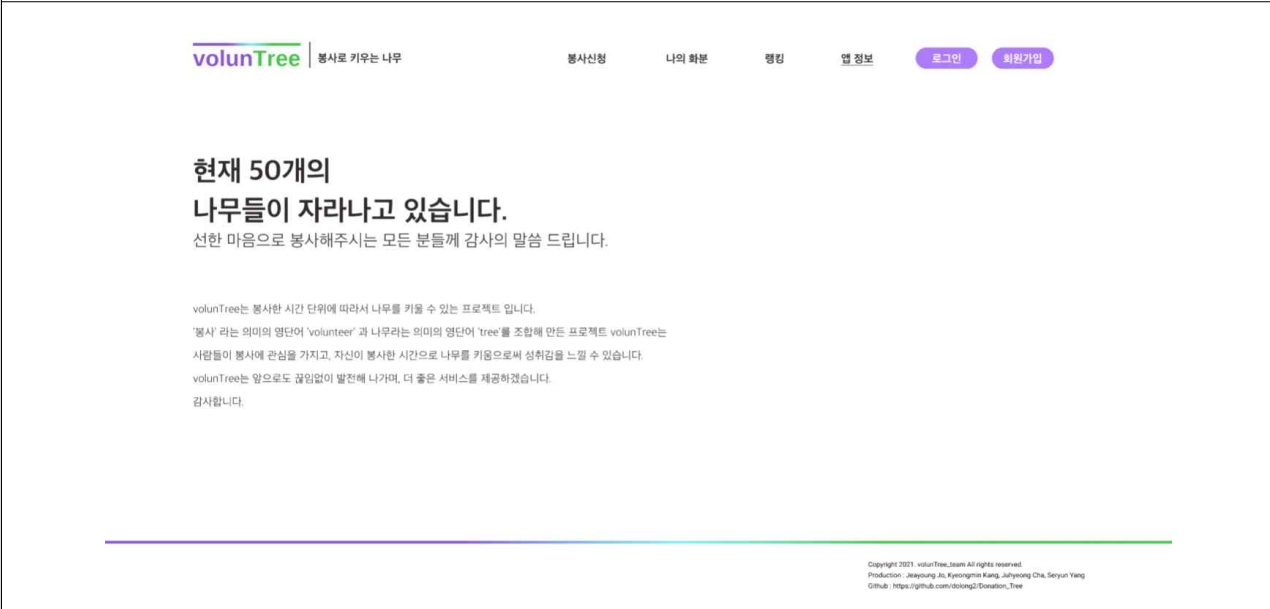 volunTree 봉사로 키우는 나무 봉사신청 나의 화분 랭킹 앱 정보 로그인 회원가입
현재 50개의
나무들이 자라나고 있습니다.
선한 마음으로 봉사해주시는 모든 분들께 감사의 말씀 드립니다.
volunTree는 봉사한 시간 단위에 따라서 나무를 키울 수 있는 프로젝트 입니다.
'봉사' 라는 의미의 영단어 'volunteer' 과 나무라는 의미의 영단어 'tree'를 조합해 만든 프로젝트 volunTree는
사람들이 봉사에 관심을 가지고, 자신이 봉사한 시간으로 나무를 키움으로써 성취감을 느낄 수 있습니다.
volunTree는 앞으로도 끊임없이 발전해 나가며, 더 좋은 서비스를 제공하겠습니다.
감사합니다.
Copyright 2021. volunTree_team All rights reserved.
Production : Jeayoung Jo, Kyeongmin Kang, Juhyeong Cha, Seryun Yang
Github : https://github.com/dolong2/Donation_Tree